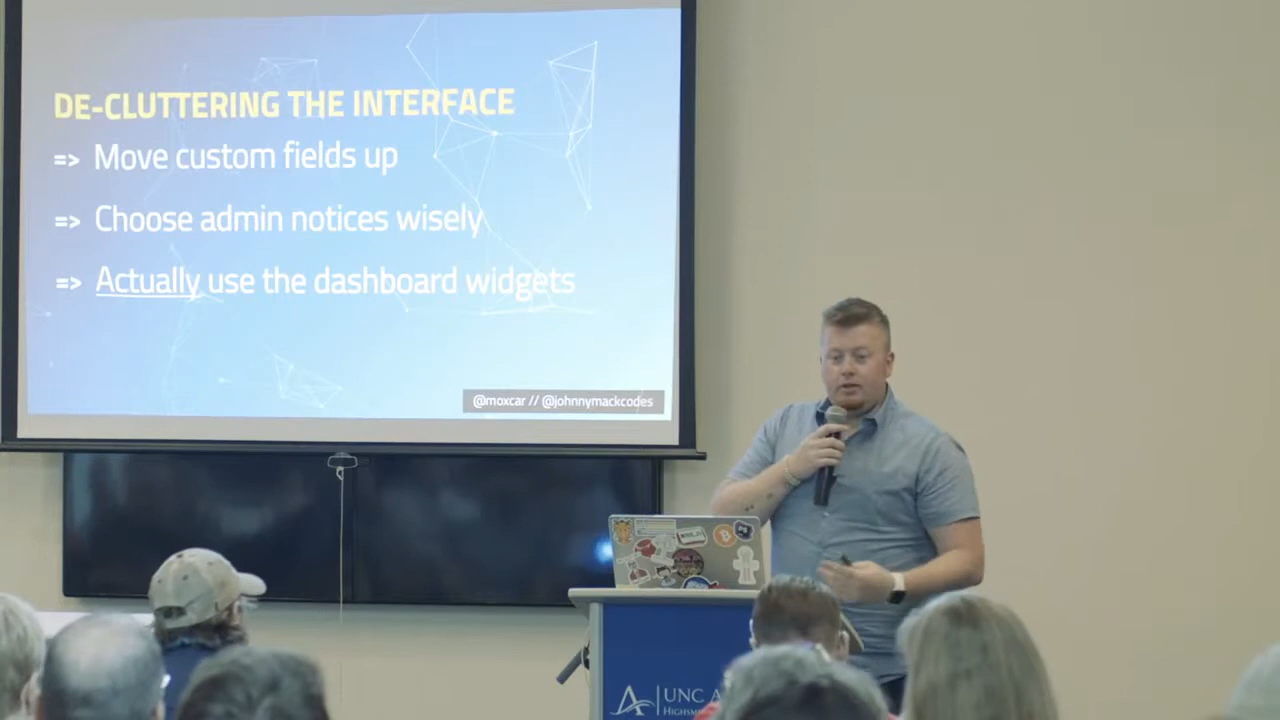 DE-CLUTTERING THE INTERFACE
=> Move custom fields up
=> Choose admin notices wisely
=> Actually use the dashboard widgets
@moxcar // @johnnymackcodes
UNC A